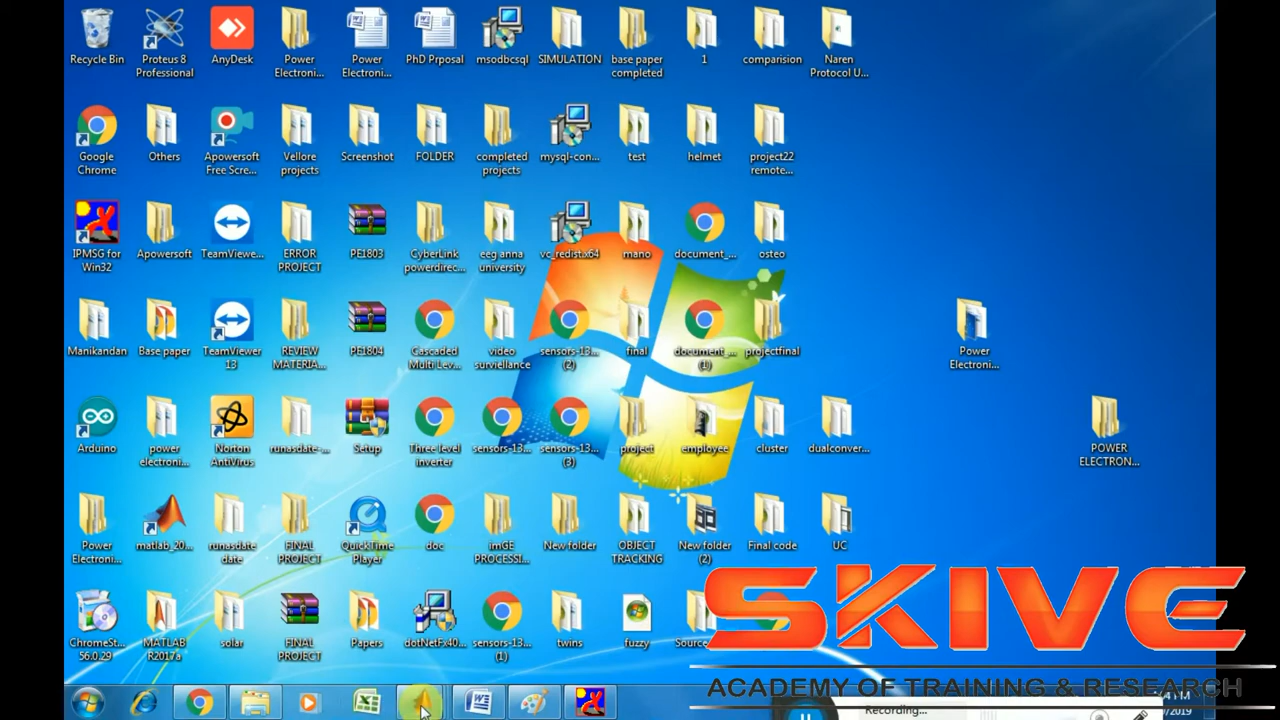 Recycle Bin
Proteus 8
Professional
AnyDesk
Power
Electroni...
Power
Electroni...
PhD Prposal
msodbcsql
SIMULATION
base paper
completed
1
comparision
Naren
Protocol U...
Google
Chrome
Others
Apowersoft
Free Scre...
Vellore
projects
Screenshot
FOLDER
completed
projects
mysql-con...
test
helmet
project22
remote...
IPMSG for
Win32
Apowersoft
TeamViewe...
ERROR
PROJECT
PE1803
CyberLink
powerdirec...
eeg anna
university
vc_redist.x64
mano
document_...
osteo
Manikandan
Base paper
TeamViewer
13
REVIEW
MATERIA...
PE1804
Cascaded
Multi Lev...
video
surviellance
sensors-13...
(2)
final
document_...
(1)
projectfinal
Power
Electroni...
Arduino
power
electroni...
Norton
AntiVirus
runasdate-...
Setup
Three level
inverter
sensors-13...
sensors-13...
(3)
project
employee
cluster
dualconver...
POWER
ELECTRON...
Power
Electroni...
matlab_20...
runasdate
date
FINAL
PROJECT
QuickTime
Player
doc
imGE
PROCESSI...
New folder
OBJECT
TRACKING
New folder
(2)
Final code
UC
ChromeSt...
56.0.29...
MATLAB
R2017a
solar
FINAL
PROJECT
Papers
dotNetFx40...
sensors-13...
(1)
twins
fuzzy
Sourc
SKIVE
ACADEMY OF TRAINING & RESEARCH
4 PM
/2019
Recording...